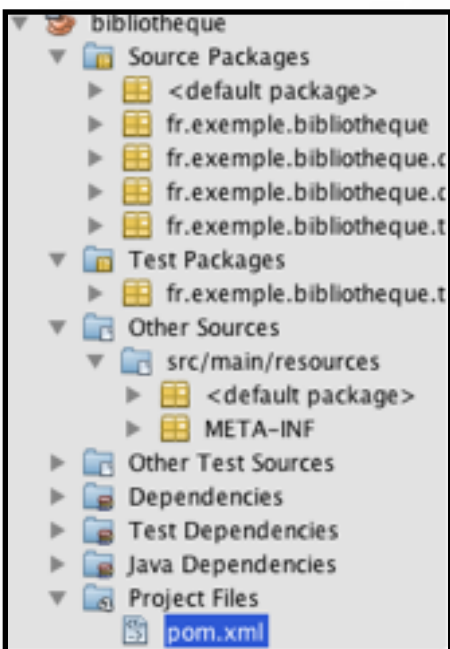 bibliotheque
Source Packages
<default package>
fr.exemple.bibliotheque
fr.exemple.bibliotheque.c
fr.exemple.bibliotheque.c
fr.exemple.bibliotheque.t
Test Packages
fr.exemple.bibliotheque.t
Other Sources
src/main/resources
<default package>
META-INF
Other Test Sources
Dependencies
Test Dependencies
Java Dependencies
Project Files
pom.xml